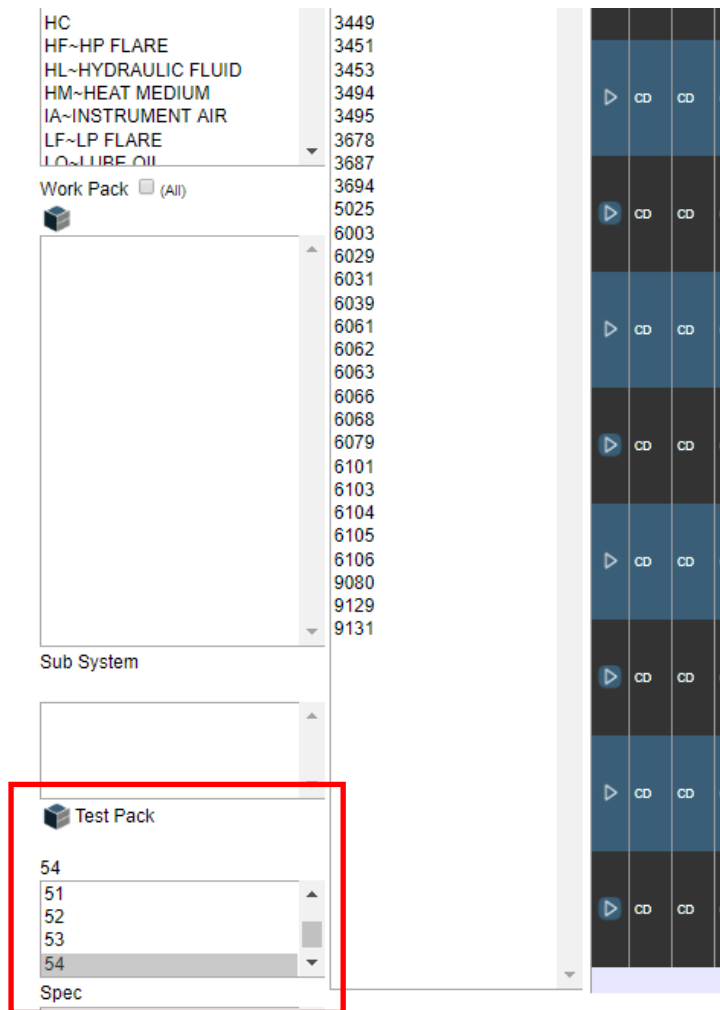 HC
HF~HP FLARE
HL~HYDRAULIC FLUID
HM~HEAT MEDIUM
IA~INSTRUMENT AIR
LF~LP FLARE
LO~LUBE OIL
Work Pack (All)
Sub System
Test Pack
54
51
52
53
54
Spec
3449
3451
3453
3494
3495
3678
3687
3694
5025
6003
6029
6031
6039
6061
6062
6063
6066
6068
6079
6101
6103
6104
6105
6106
9080
9129
9131
CD CD
CD CD
CD CD
CD CD
CD CD
CD CD
CD CD
CD CD